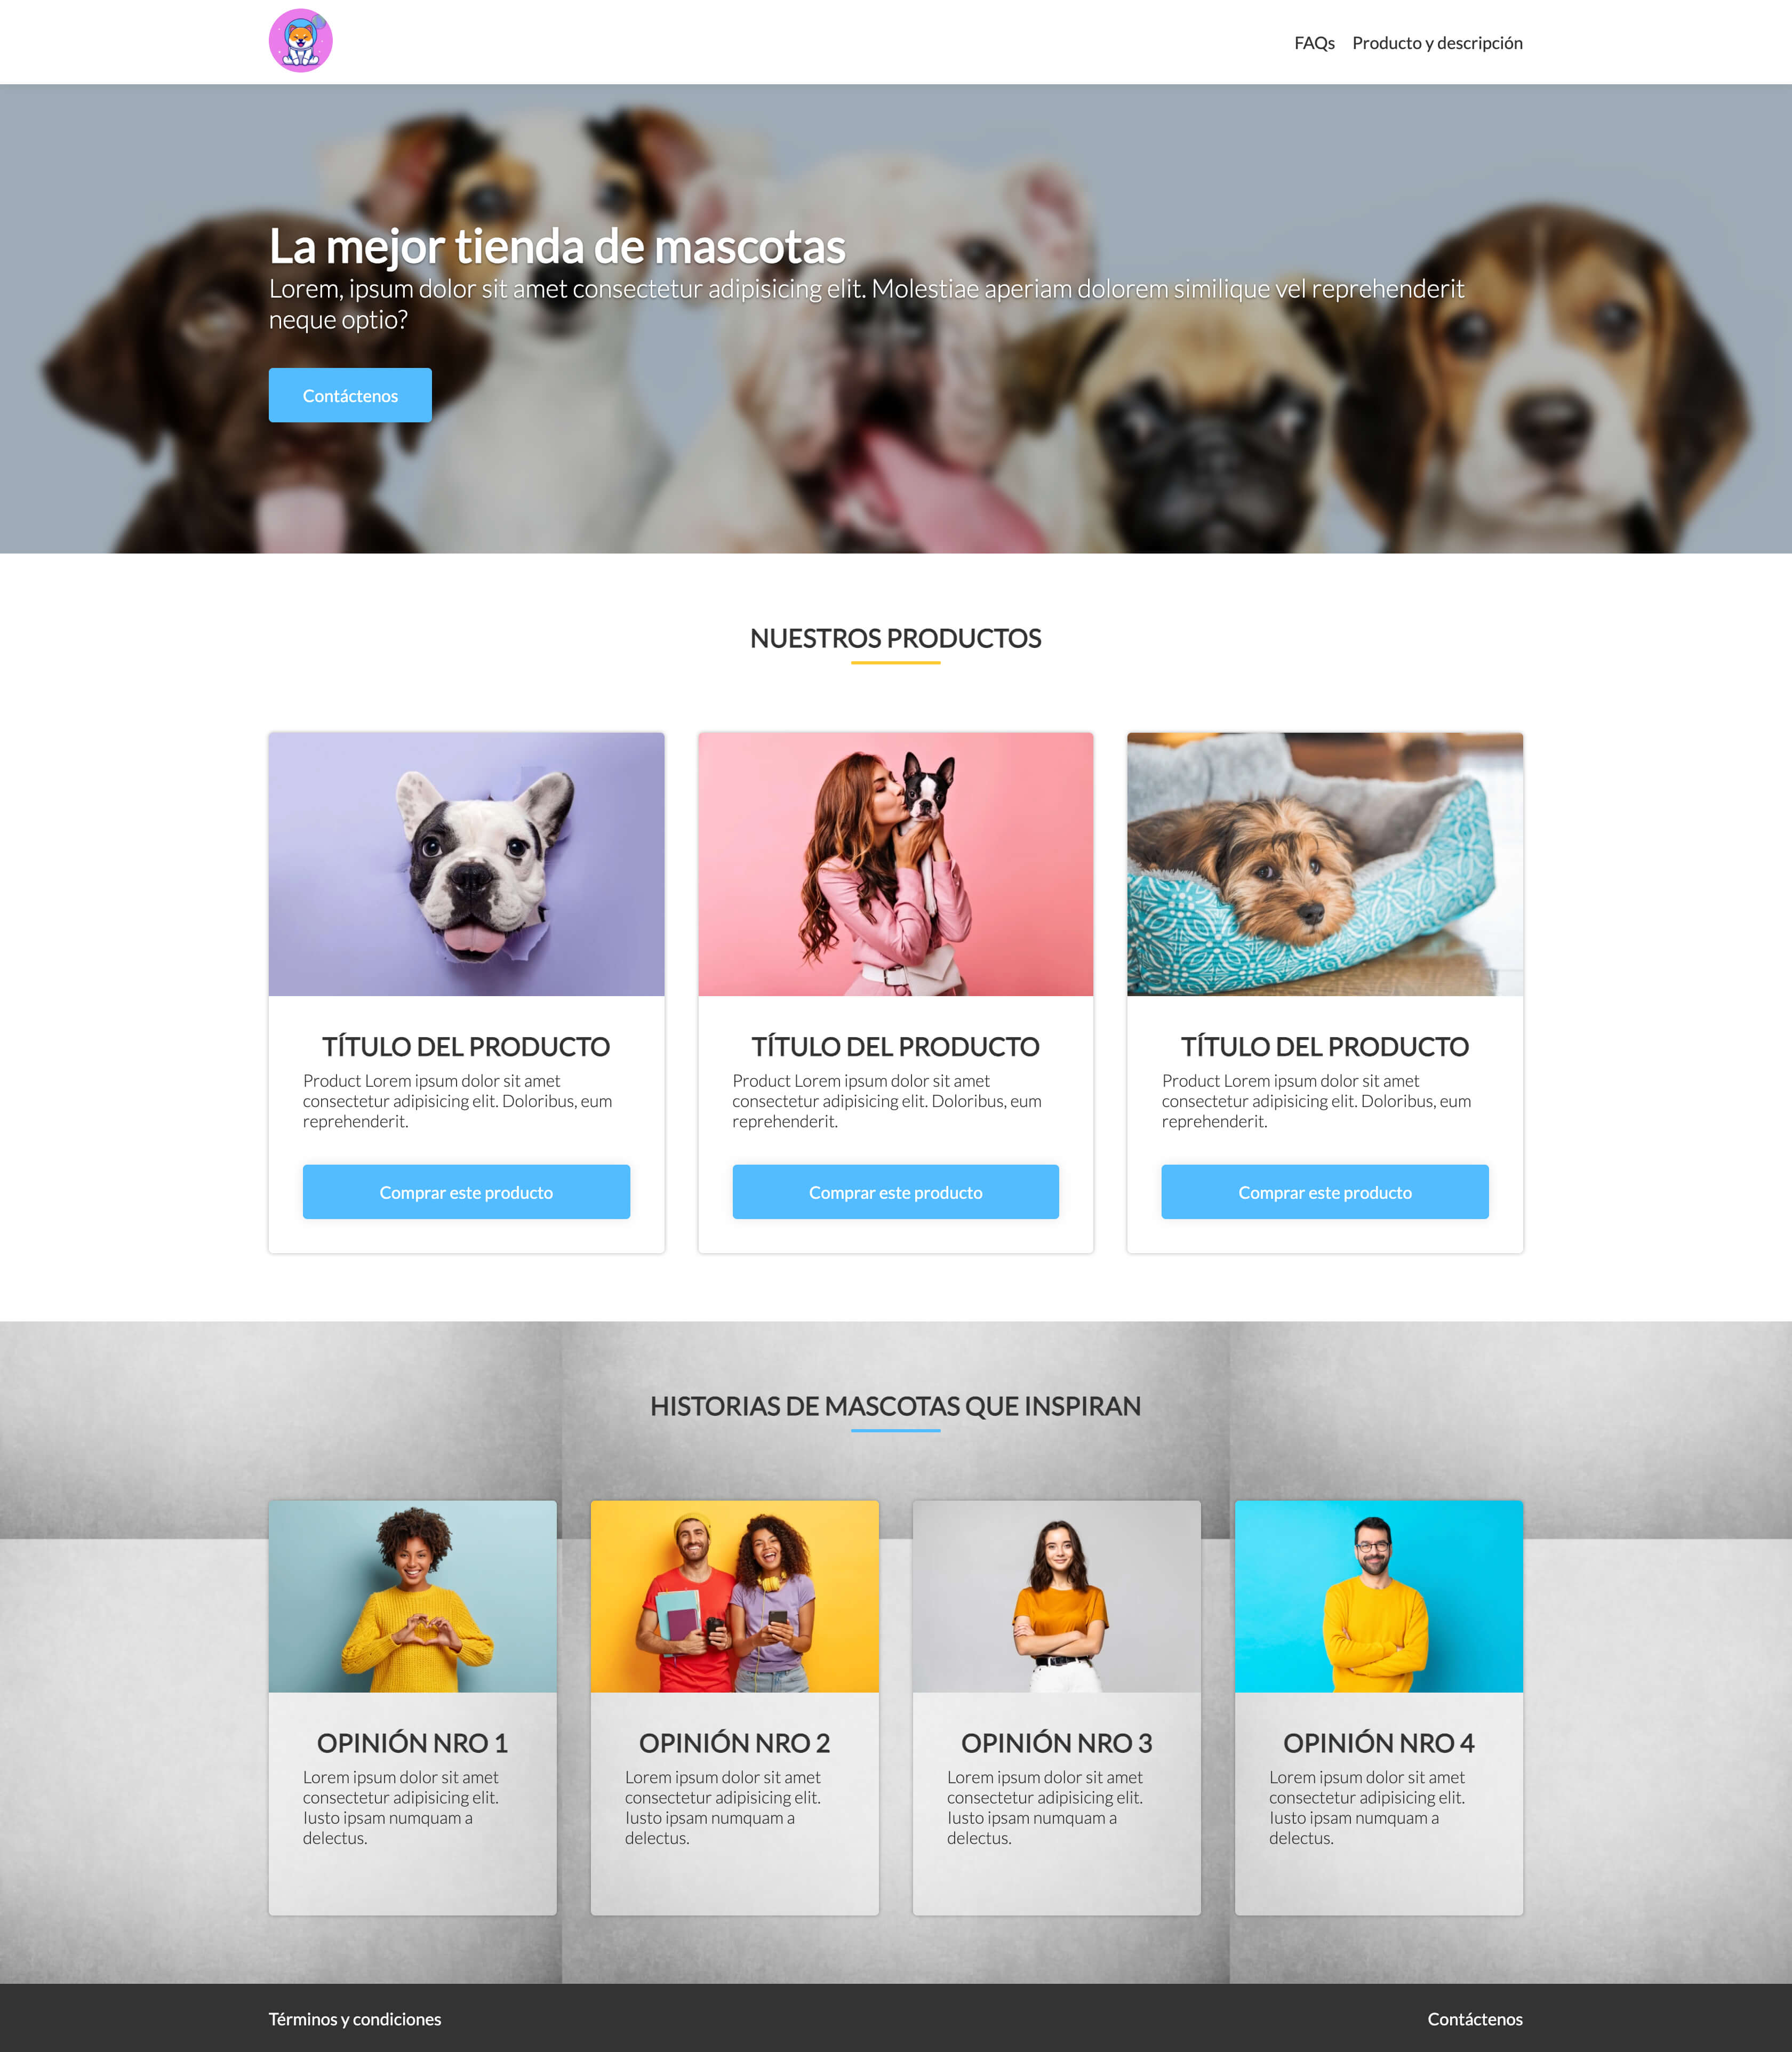 FAQs Producto y descripción
La mejor tienda de mascotas
Lorem, ipsum dolor sit amet consectetur adipisicing elit. Molestiae aperiam dolorem similique vel reprehenderit
neque optio?
Contáctenos
NUESTROS PRODUCTOS
TÍTULO DEL PRODUCTO
Product Lorem ipsum dolor sit amet
consectetur adipisicing elit. Doloribus, eum
reprehenderit.
Comprar este producto
TÍTULO DEL PRODUCTO
Product Lorem ipsum dolor sit amet
consectetur adipisicing elit. Doloribus, eum
reprehenderit.
Comprar este producto
TÍTULO DEL PRODUCTO
Product Lorem ipsum dolor sit amet
consectetur adipisicing elit. Doloribus, eum
reprehenderit.
Comprar este producto
HISTORIAS DE MASCOTAS QUE INSPIRAN
OPINIÓN NRO 1
Lorem ipsum dolor sit amet
consectetur adipisicing elit.
Iusto ipsam numquam a
delectus.
OPINIÓN NRO 2
Lorem ipsum dolor sit amet
consectetur adipisicing elit.
Iusto ipsam numquam a
delectus.
OPINIÓN NRO 3
Lorem ipsum dolor sit amet
consectetur adipisicing elit.
Iusto ipsam numquam a
delectus.
OPINIÓN NRO 4
Lorem ipsum dolor sit amet
consectetur adipisicing elit.
Iusto ipsam numquam a
delectus.
Términos y condiciones
Contáctenos